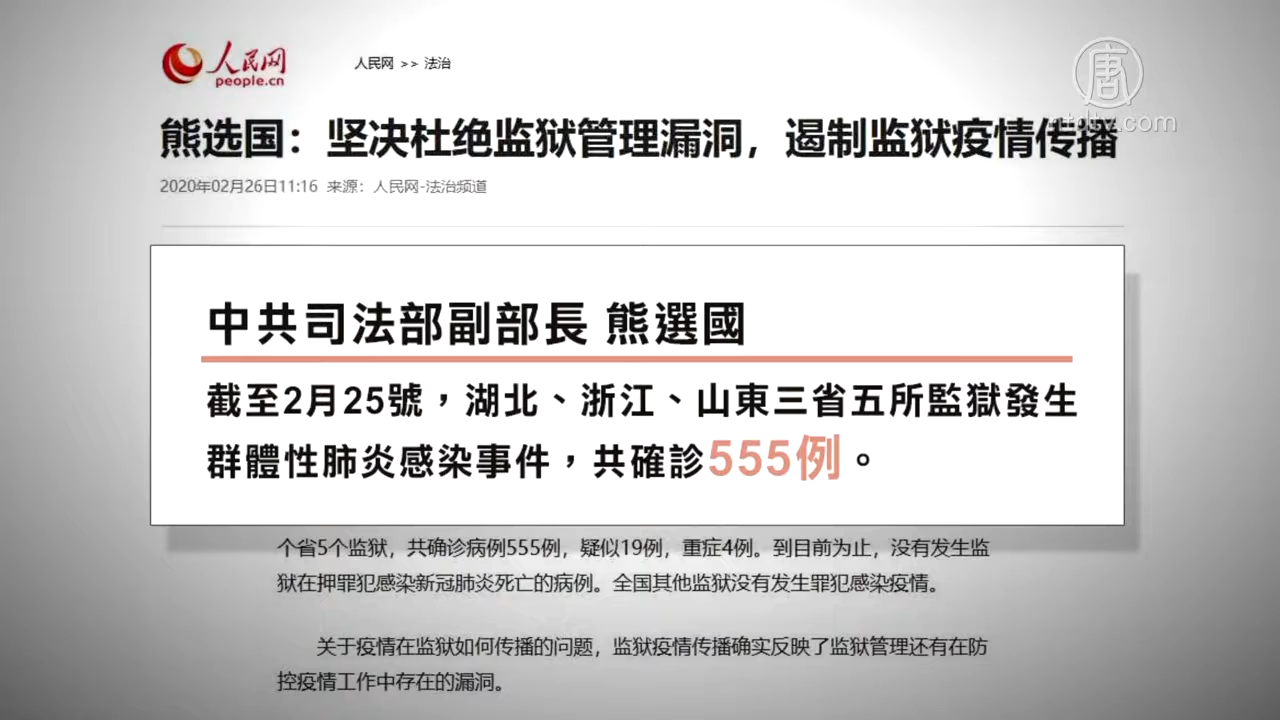 人民网
people.cn
人民网 >> 法治
唐
ntdtv.com
熊选国：坚决杜绝监狱管理漏洞，遏制监狱疫情传播
2020年02月26日11:16 来源：人民网-法治频道
中共司法部副部長 熊選國
截至2月25號，湖北、浙江、山東三省五所監獄發生
群體性肺炎感染事件，共確診555例。
个省5个监狱，共确诊病例555例，疑似19例，重症4例。到目前为止，没有发生监
狱在押罪犯感染新冠肺炎死亡的病例。全国其他监狱没有发生罪犯感染疫情。
关于疫情在监狱如何传播的问题，监狱疫情传播确实反映了监狱管理还有在防
控疫情工作中存在的漏洞。